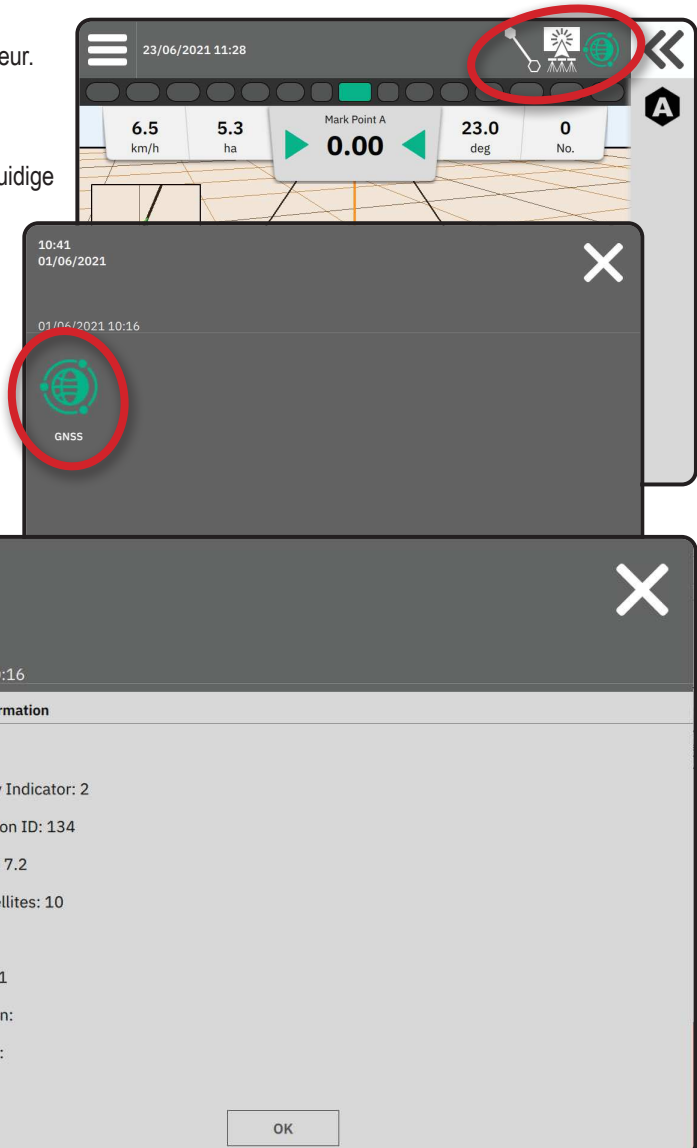 eur.
23/06/2021 11:28
Mark Point A
6.5
km/h
5.3
ha
0.00
23.0
deg
0
No.
A
uidige
10:41
01/06/2021
01/06/2021 10:16
GNSS
:16
rmation
Indicator: 2
on ID: 134
7.2
llites: 10
1
n:
:
OK